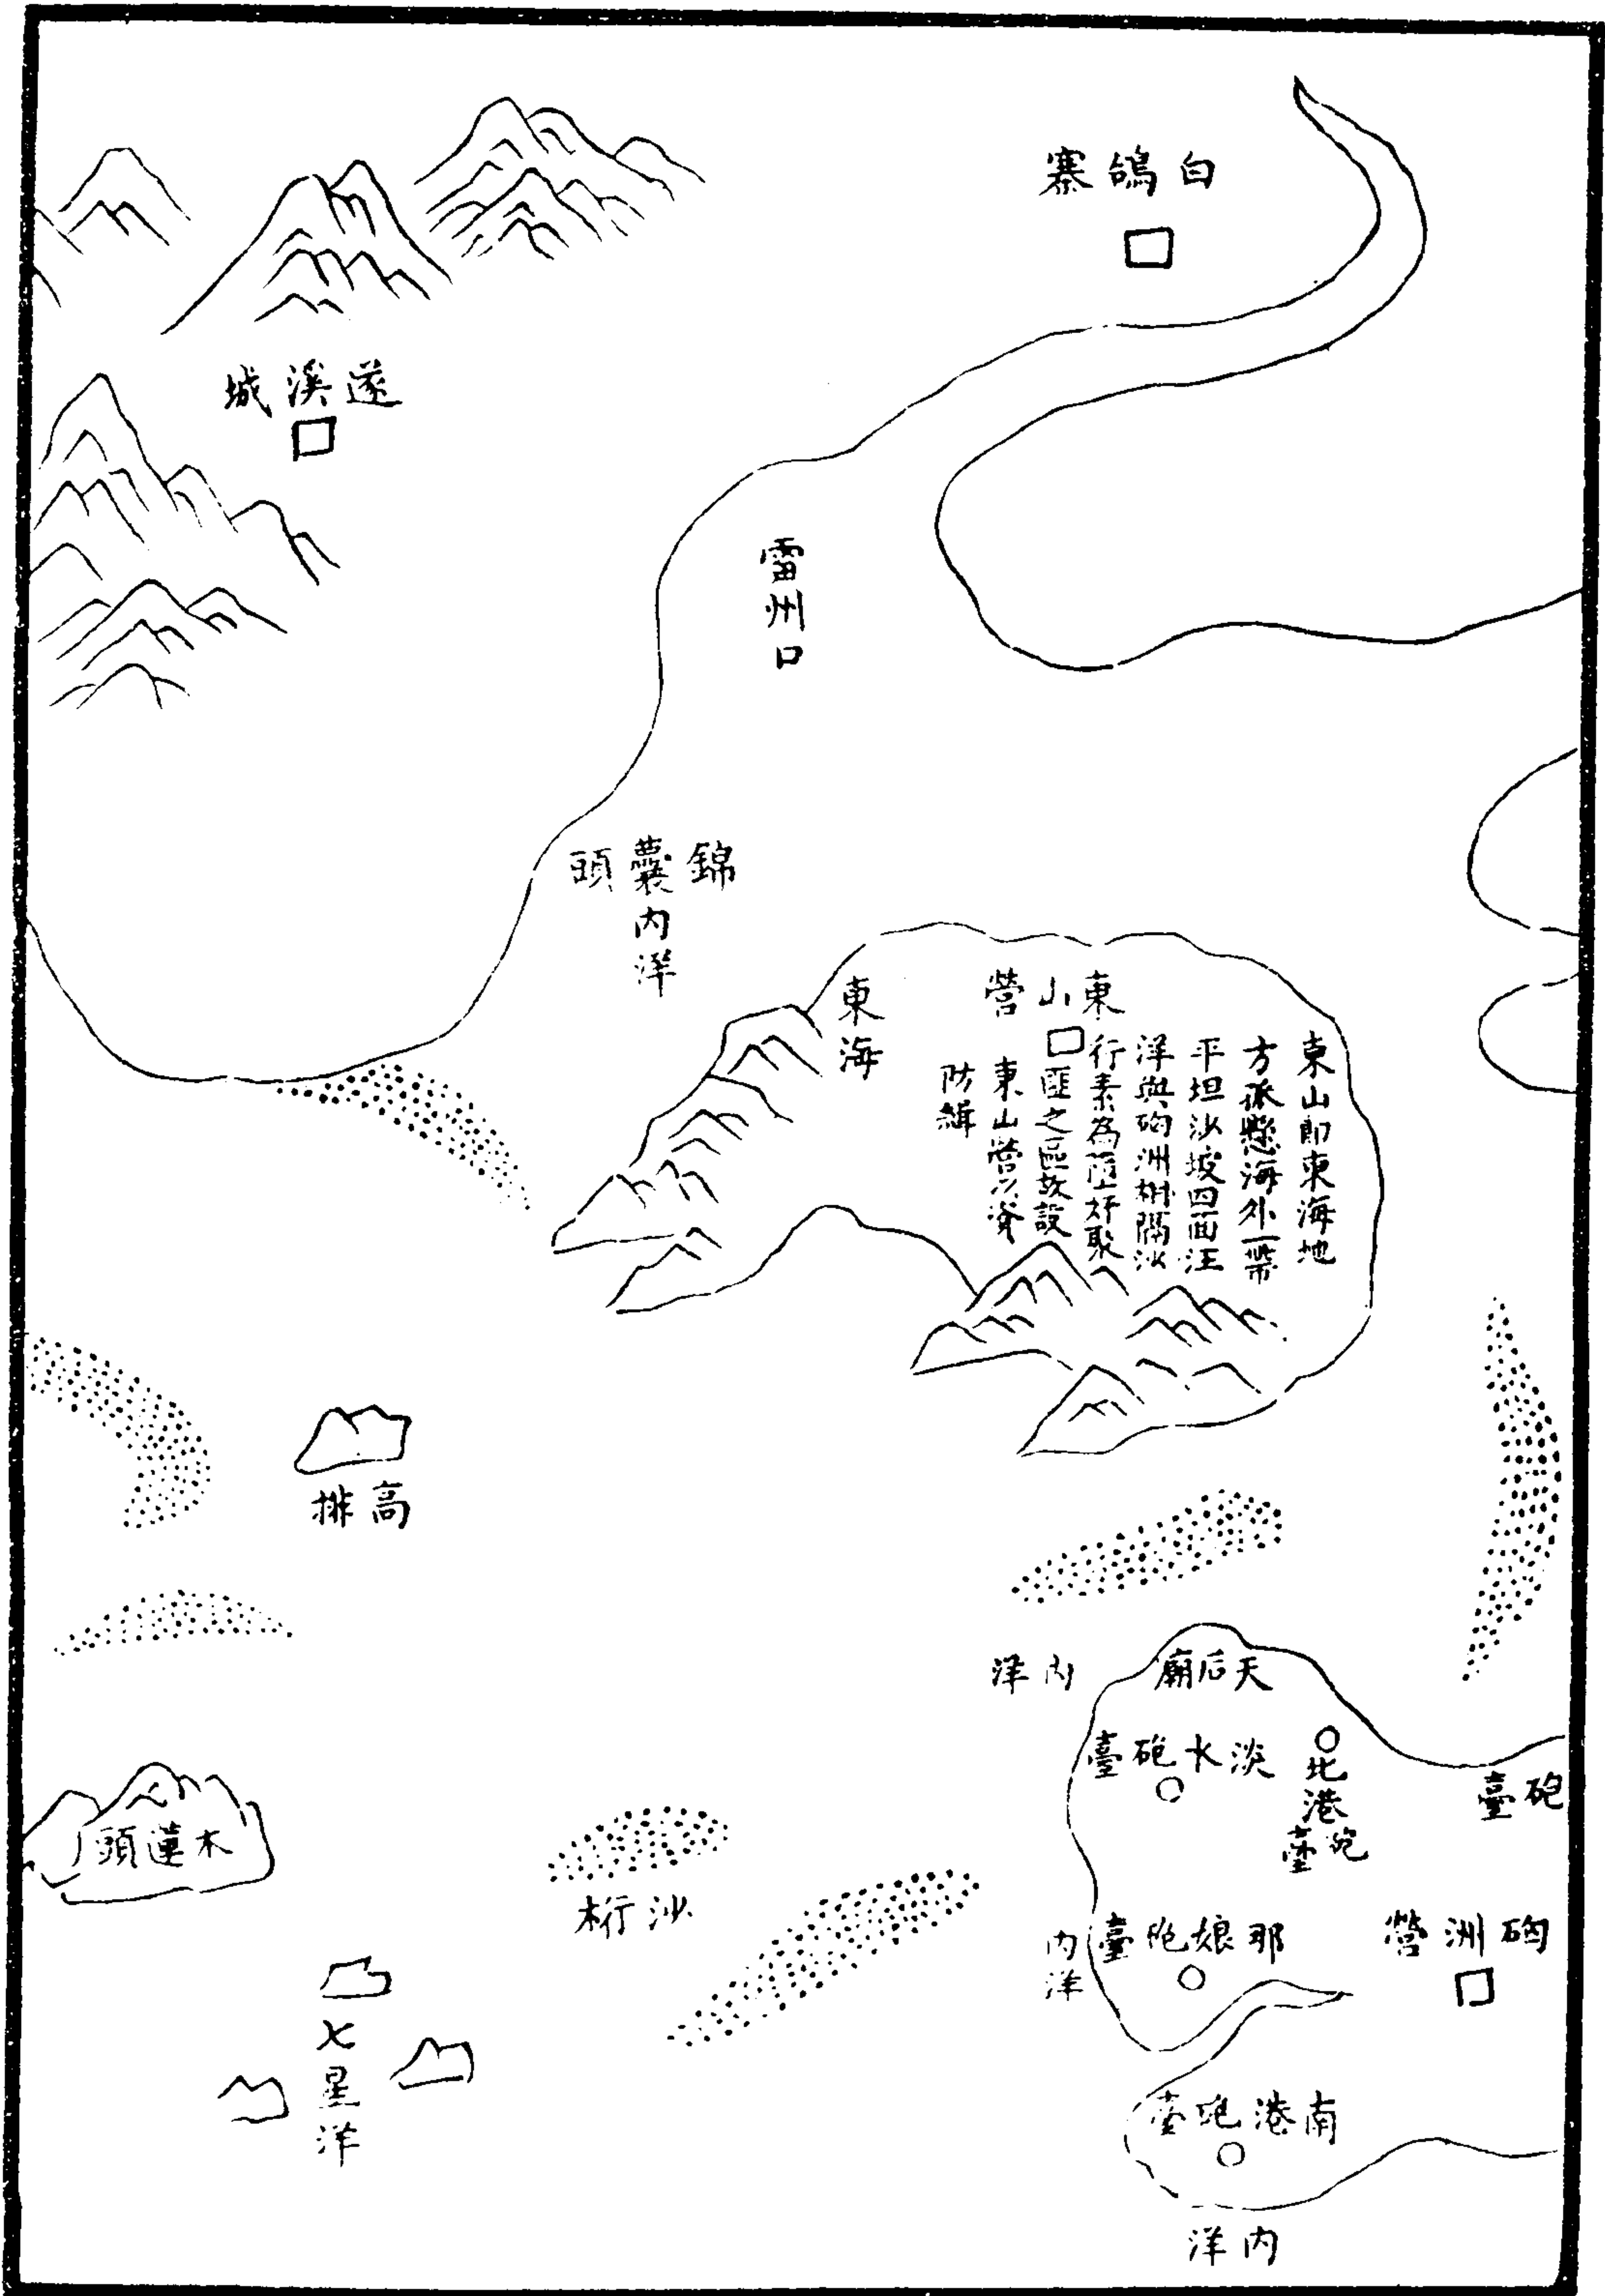 白鴿寨
遂溪城
雷州口
錦囊頭
內洋
東海
東山營
東山即東海地
方孤懸海外一帶
平坦沙坡四面汪
洋與硇洲相隔沙
行素為藏奸聚
匪之區故設
東山營以資
防緝
高排
內洋
天后廟
淡水砲臺
北港砲臺
砲臺
木蓮頭
沙桁
內洋
那娘砲臺
硇洲營
七星洋
南港砲臺
內洋